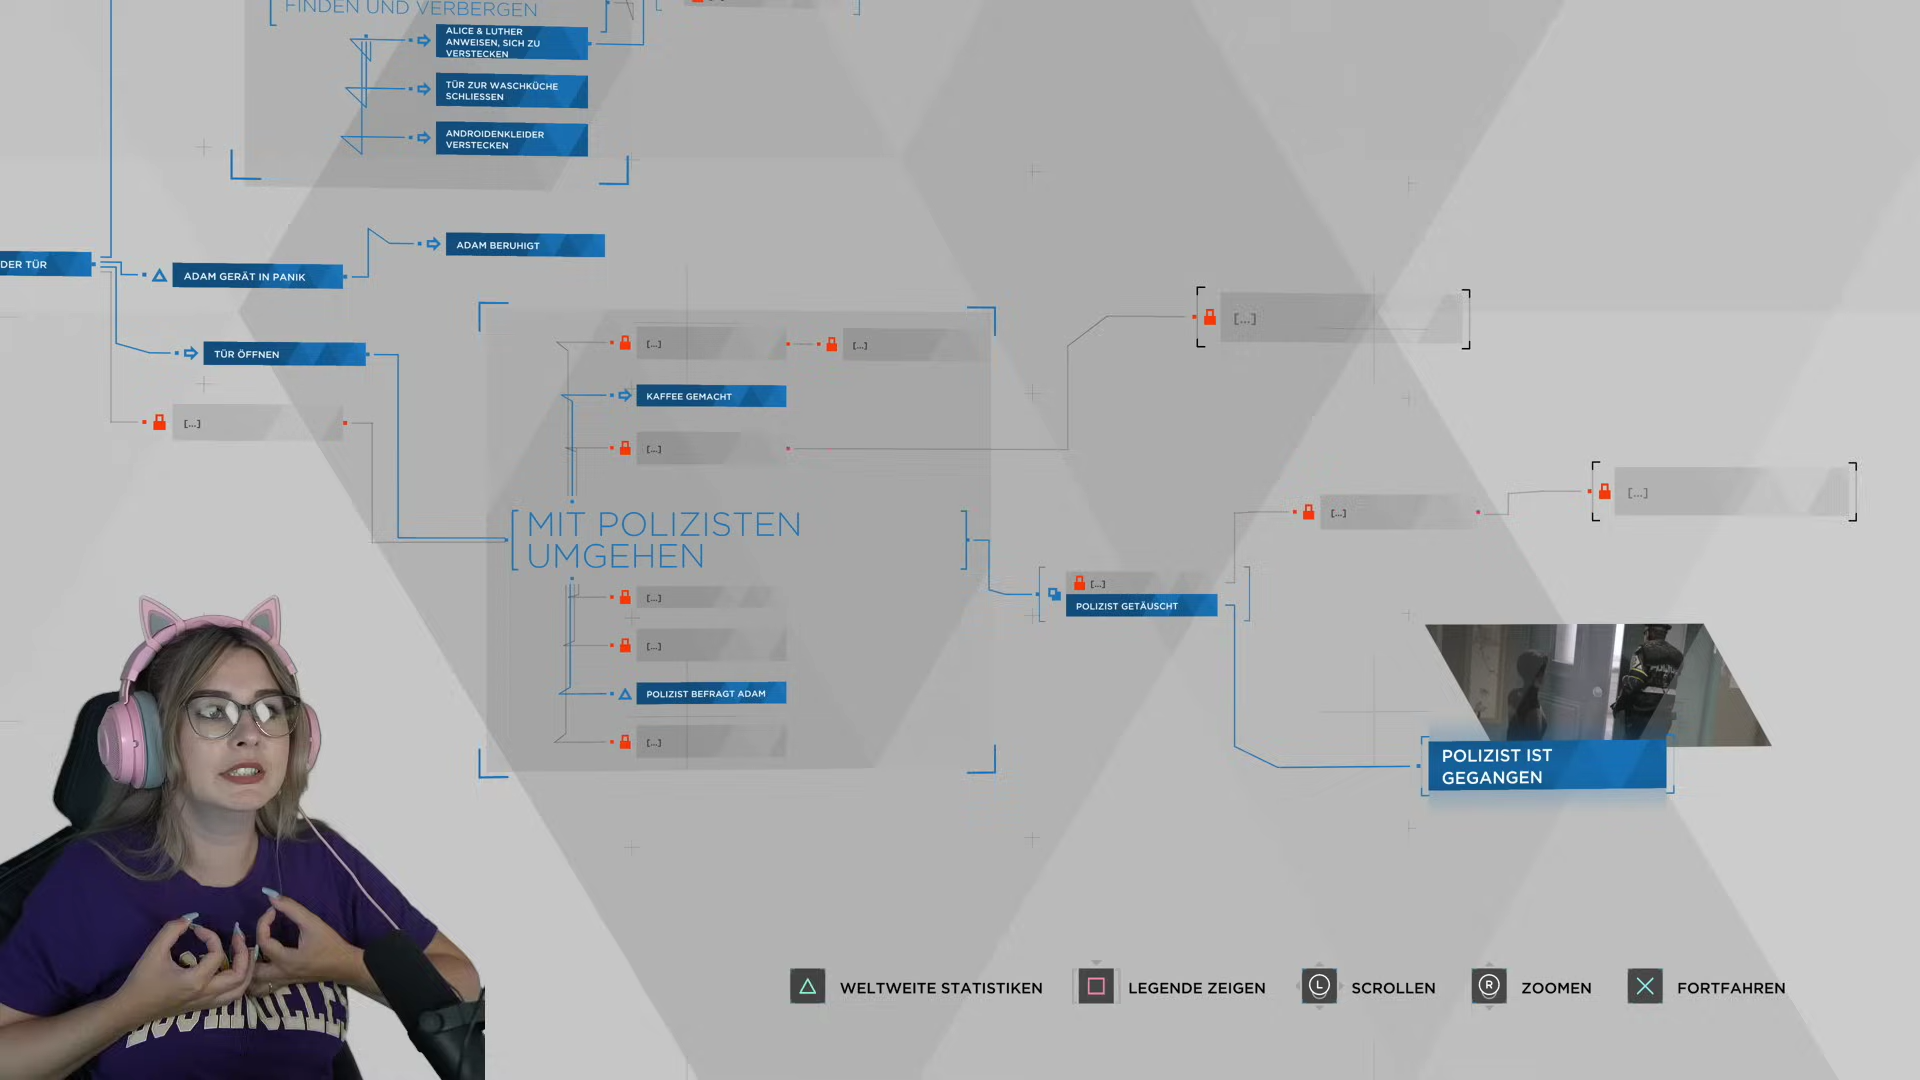 FINDEN UND VERBERGEN
ALICE & LUTHER
ANWEISEN, SICH ZU
VERSTECKEN
TÜR ZUR WASCHKÜCHE
SCHLIESSEN
ANDROIDENKLEIDER
VERSTECKEN
DER TÜR
ADAM GERÄT IN PANIK
ADAM BERUHIGT
TÜR ÖFFNEN
[...]
[...]
[...]
KAFFEE GEMACHT
[...]
[...]
MIT POLIZISTEN
UMGEHEN
[...]
[...]
POLIZIST BEFRAGT ADAM
[...]
[...]
POLIZIST GETÄUSCHT
[...]
[...]
POLIZIST IST
GEGANGEN
WELTWEITE STATISTIKEN
LEGENDE ZEIGEN
L
SCROLLEN
R
ZOOMEN
FORTFAHREN
LOS ANGELES